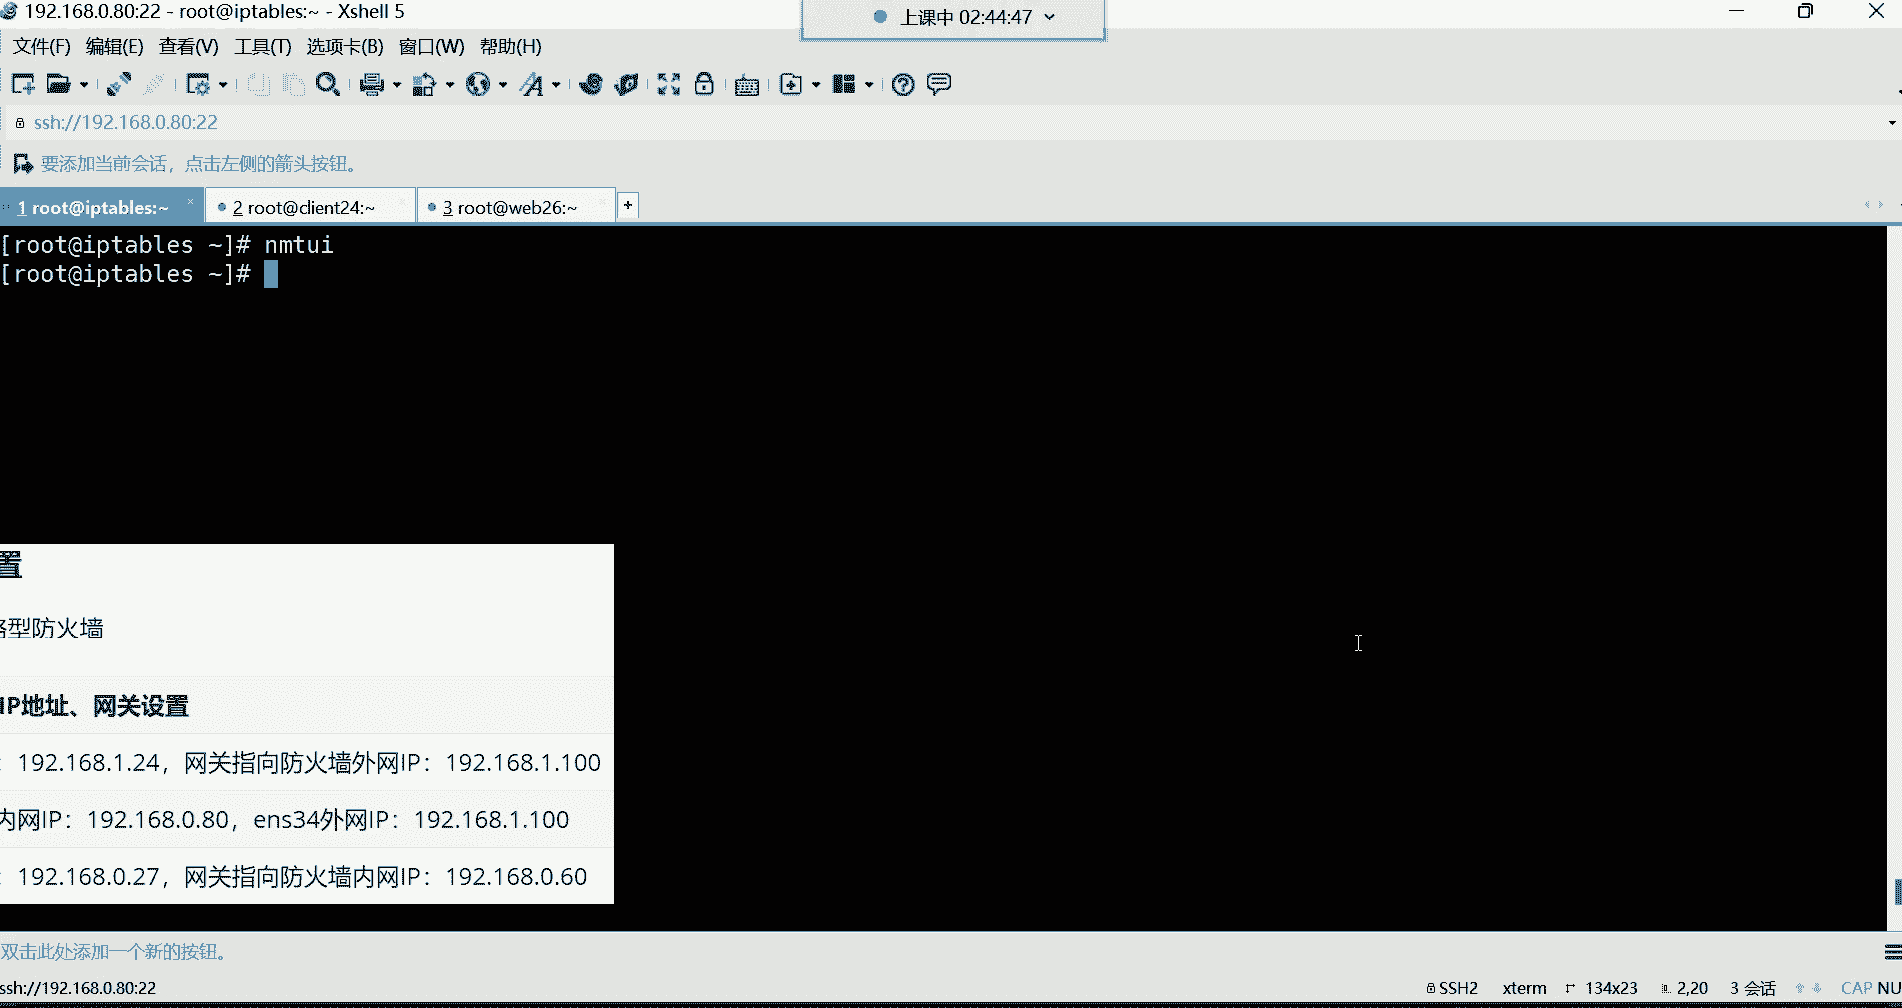 192.168.0.80:22 - root@iptables:~ - Xshell 5
上课中 02:44:47
文件(F) 编辑(E) 查看(V) 工具(T) 选项卡(B) 窗口(W) 帮助(H)
ssh://192.168.0.80:22
要添加当前会话，点击左侧的箭头按钮。
1 root@iptables:~ × 2 root@client24:~ 3 root@web26:~ +
[root@iptables ~]# nmtui
[root@iptables ~]#
置
型防火墙
IP地址、网关设置
：192.168.1.24，网关指向防火墙外网IP：192.168.1.100
内网IP：192.168.0.80，ens34外网IP：192.168.1.100
：192.168.0.27，网关指向防火墙内网IP：192.168.0.60
双击此处添加一个新的按钮。
ssh://192.168.0.80:22
SSH2 xterm 134x23 2,20 3 会话 CAP NU